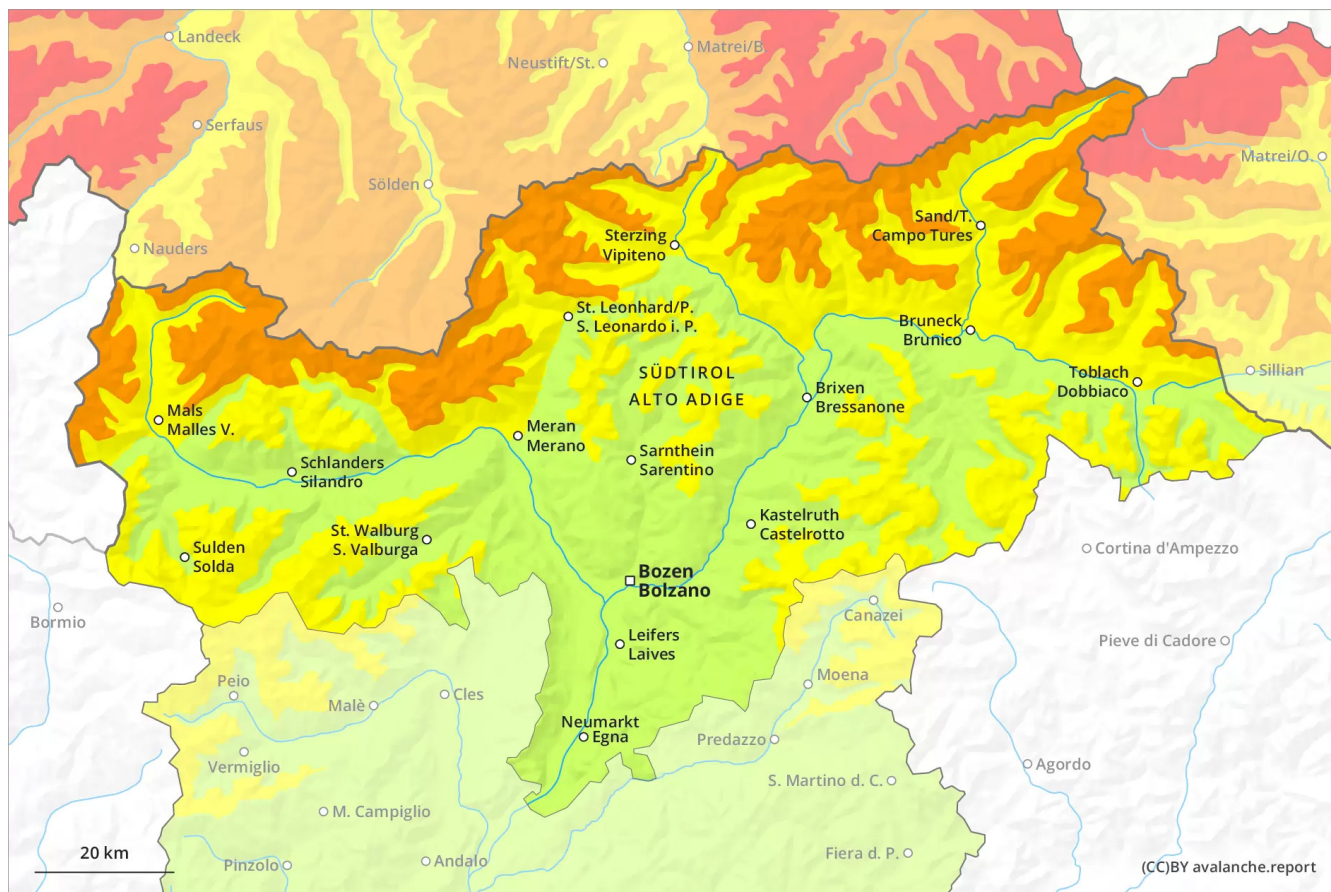 Landeck
Matrei/B
Neustift/St.
Serfaus
Matrei/O.
Sölden
Sand/T.
Campo Tures
Nauders
Sterzing
Vipiteno
St. Leonhard/P.
S. Leonardo i. P.
Bruneck
Brunico
SÜDTIROL
ALTO ADIGE
Toblach
Dobbiaco
Sillian
Brixen
Bressanone
Mals
Malles V.
Meran
Merano
Sarnthein
Sarentino
Schlanders
Silandro
Kastelruth
Castelrotto
St. Walburg
S. Valburga
Sulden
Solda
Cortina d'Ampezzo
Bozen
Bolzano
Bormio
Canazei
Leifers
Laives
Pieve di Cadore
Moena
Peio
Cles
Malè
Neumarkt
Egna
Predazzo
Vermiglio
Agordo
S. Martino d. C.
M. Campiglio
20 km
Fiera d. P.
Pinzolo
Andalo
(CC)BY avalanche.report